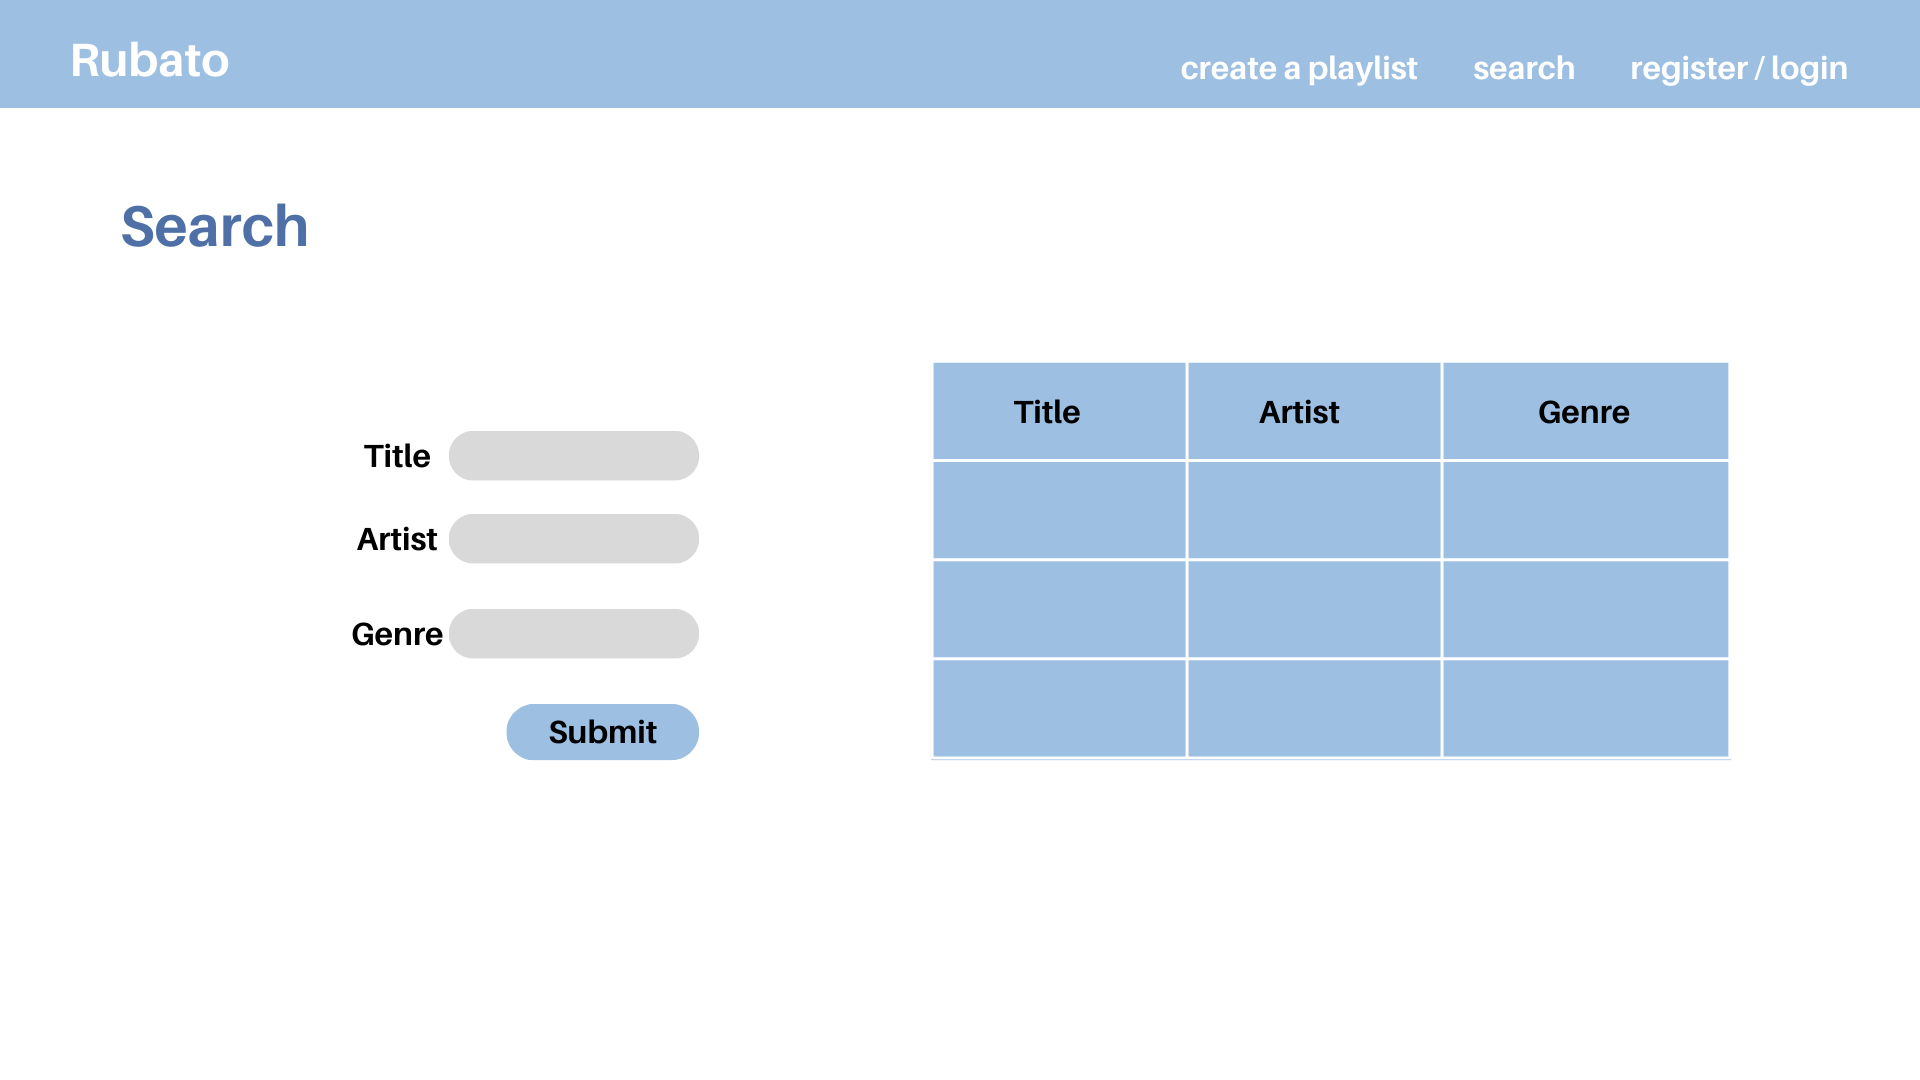 Rubato
create a playlist
search
register / login
Search
Title
Artist
Genre
Submit
Title
Artist
Genre